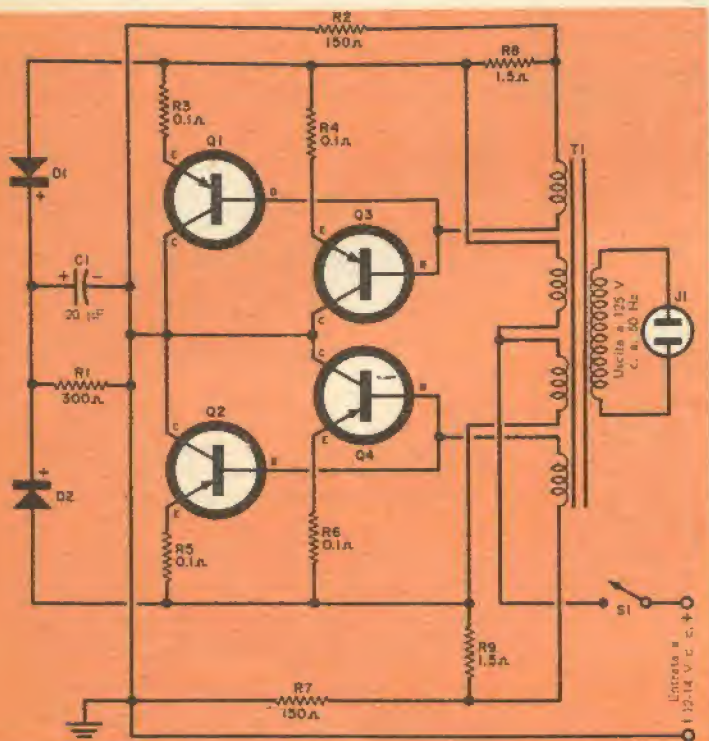 R2
150Ω
R8
1.5Ω
R3
0.1Ω
R4
0.1Ω
T1
E
Q1
B
C
Q3
E
B
C
D1
+
C1
+ -
20 µF
R1
300Ω
Uscita a 125 V
c. a. 60 Hz
J1
C
Q2
B
E
C
B
E
Q4
D2
+
R5
0.1Ω
R6
0.1Ω
R9
1.5Ω
S1
Entrata a
12-14 V c. c.
+
R7
150Ω